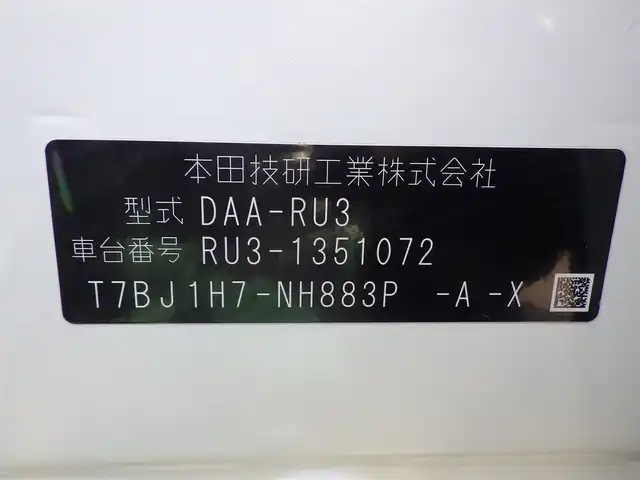 本田技研工業株式会社
型式 DAA-RU3
車台番号 RU3-1351072
T7BJ1H7-NH883P -A -X